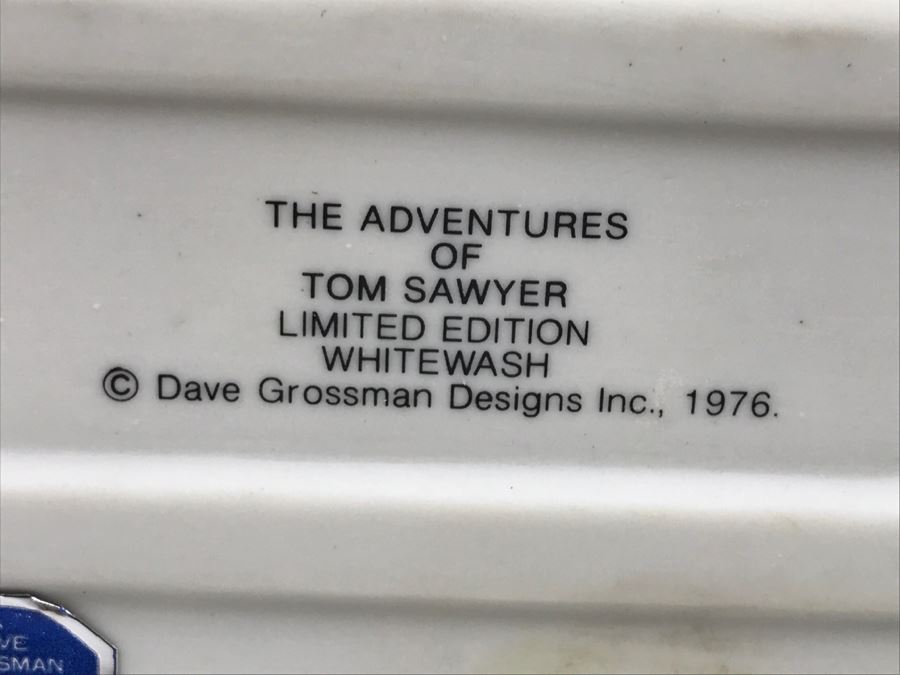 THE ADVENTURES
OF
TOM SAWYER
LIMITED EDITION
WHITEWASH
© Dave Grossman Designs Inc., 1976.